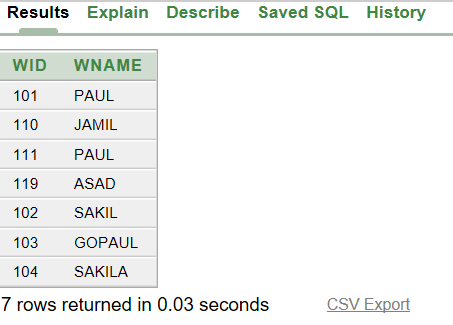 Results Explain Describe Saved SQL History
WID WNAME
101 PAUL
110 JAMIL
111 PAUL
119 ASAD
102 SAKIL
103 GOPAUL
104 SAKILA
7 rows returned in 0.03 seconds CSV Export